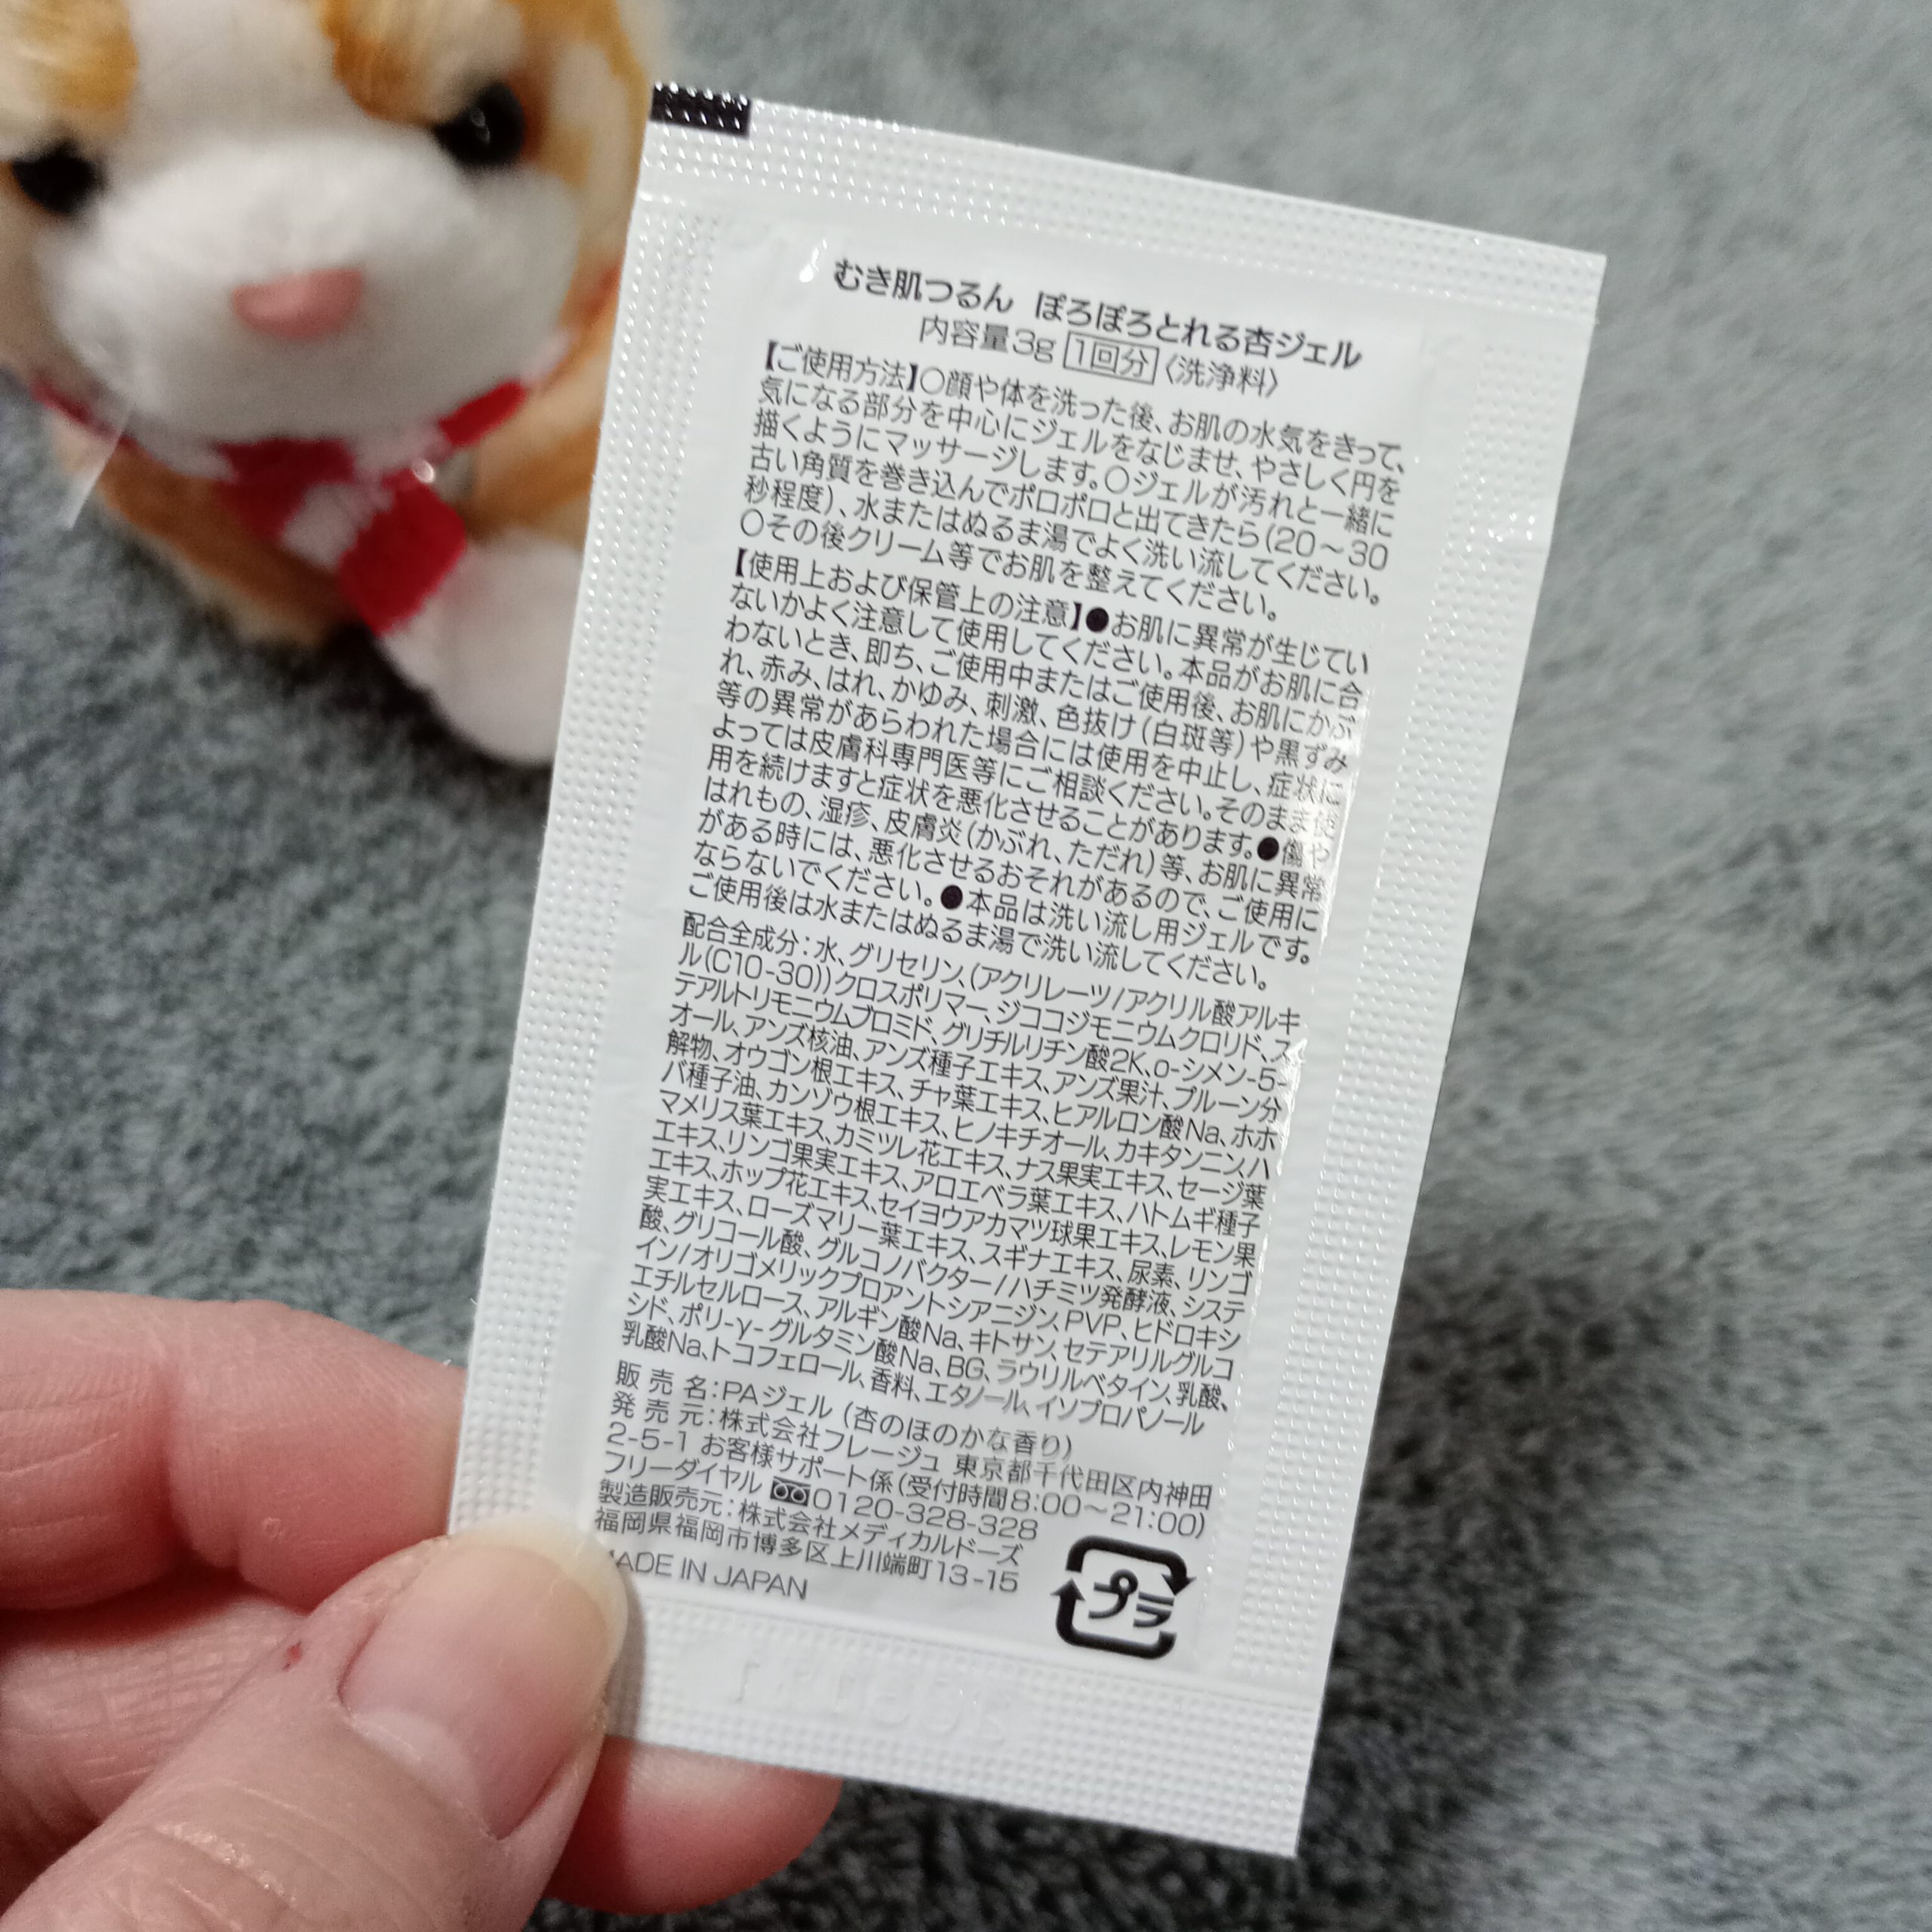 むき肌つるん ぽろぽろとれる杏ジェル
内容量3g 1回分 〈洗浄料〉
【ご使用方法】○顔や体を洗った後、お肌の水気をきって、
気になる部分を中心にジェルをなじませ、やさしく円を
描くようにマッサージします。○ジェルが汚れと一緒に
古い角質を巻き込んでポロポロと出てきたら(20～30
秒程度)、水またはぬるま湯でよく洗い流してください。
○その後クリーム等でお肌を整えてください。
【使用上および保管上の注意】●お肌に異常が生じてい
ないかよく注意して使用してください。本品がお肌に合
わないとき、即ち、ご使用中またはご使用後、お肌にかぶ
れ、赤み、はれ、かゆみ、刺激、色抜け(白斑等)や黒ずみ
等の異常があらわれた場合には使用を中止し、症状に
よっては皮膚科専門医等にご相談ください。そのまま使
用を続けますと症状を悪化させることがあります。●傷や
はれもの、湿疹、皮膚炎(かぶれ、ただれ)等、お肌に異常
がある時には、悪化させるおそれがあるので、ご使用に
ならないでください。●本品は洗い流し用ジェルです。
ご使用後は水またはぬるま湯で洗い流してください。
配合全成分：水、グリセリン、(アクリレーツ/アクリル酸アルキ
ル(C10-30))クロスポリマー、ジココジモニウムクロリド、ス
テアルトリモニウムブロミド、グリチルリチン酸2K、o-シメン-5-
オール、アンズ核油、アンズ種子エキス、アンズ果汁、プルーン分
解物、オウゴン根エキス、チャ葉エキス、ヒアルロン酸Na、ホホ
バ種子油、カンゾウ根エキス、ヒノキチオール、カキタンニン、ハ
マメリス葉エキス、カミツレ花エキス、ナス果実エキス、セージ葉
エキス、リンゴ果実エキス、アロエベラ葉エキス、ハトムギ種子
エキス、ホップ花エキス、セイヨウアカマツ球果エキス、レモン果
実エキス、ローズマリー葉エキス、スギナエキス、尿素、リンゴ
酸、グリコール酸、グルコノバクター/ハチミツ発酵液、システ
イン/オリゴメリックプロアントシアニジン、PVP、ヒドロキシ
エチルセルロース、アルギン酸Na、キトサン、セテアリルグルコ
シド、ポリ-γ-グルタミン酸Na、BG、ラウリルベタイン、乳酸、
乳酸Na、トコフェロール、香料、エタノール、イソプロパノール
販 売 名：PAジェル (杏のほのかな香り)
発 売 元：株式会社フレージュ 東京都千代田区内神田
2-5-1 お客様サポート係(受付時間8:00～21:00)
フリーダイヤル 0120-328-328
製造販売元：株式会社メディカルドーズ
福岡県福岡市博多区上川端町13-15
MADE IN JAPAN
プラ